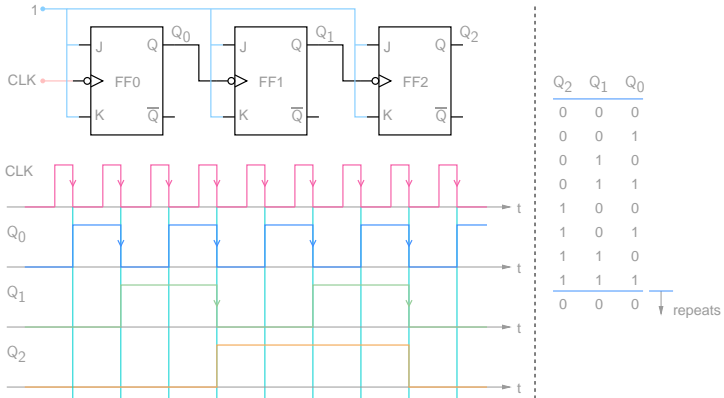 1
Q0 Q1 Q2
J Q J Q J Q
CLK FF0 FF1 FF2
K Q̅ K Q̅ K Q̅
CLK
t
Q0
t
Q1
t
Q2
t
Q2 Q1 Q0
0 0 0
0 0 1
0 1 0
0 1 1
1 0 0
1 0 1
1 1 0
1 1 1
0 0 0
repeats